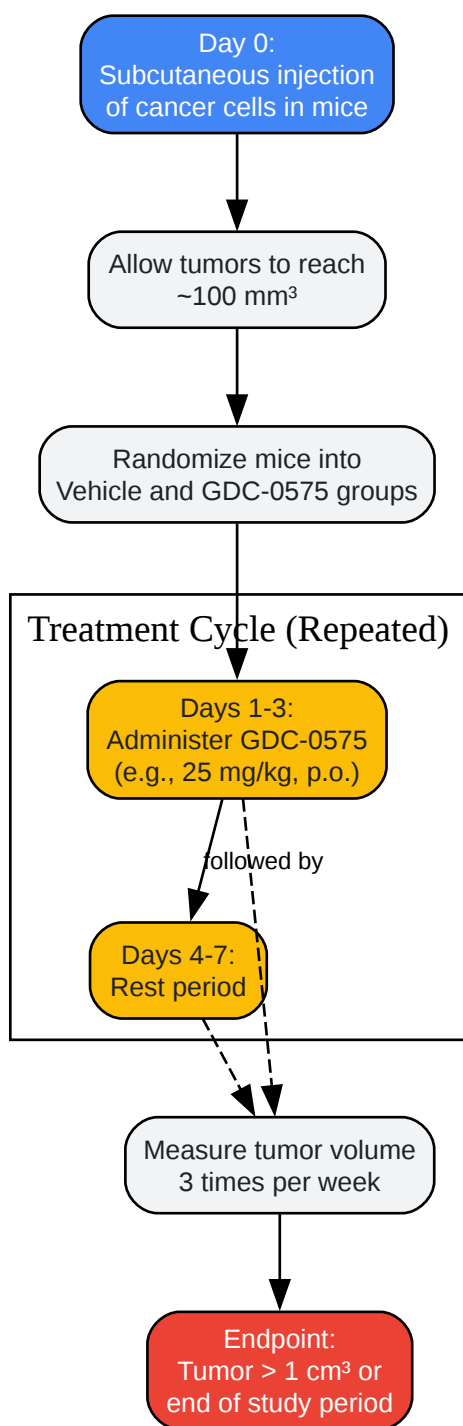 Day 0:
Subcutaneous injection
of cancer cells in mice
Allow tumors to reach
~100 mm³
Randomize mice into
Vehicle and GDC-0575 groups
Treatment Cycle (Repeated)
Days 1-3:
Administer GDC-0575
(e.g., 25 mg/kg, p.o.)
followed by
Days 4-7:
Rest period
Measure tumor volume
3 times per week
Endpoint:
Tumor > 1 cm³ or
end of study period